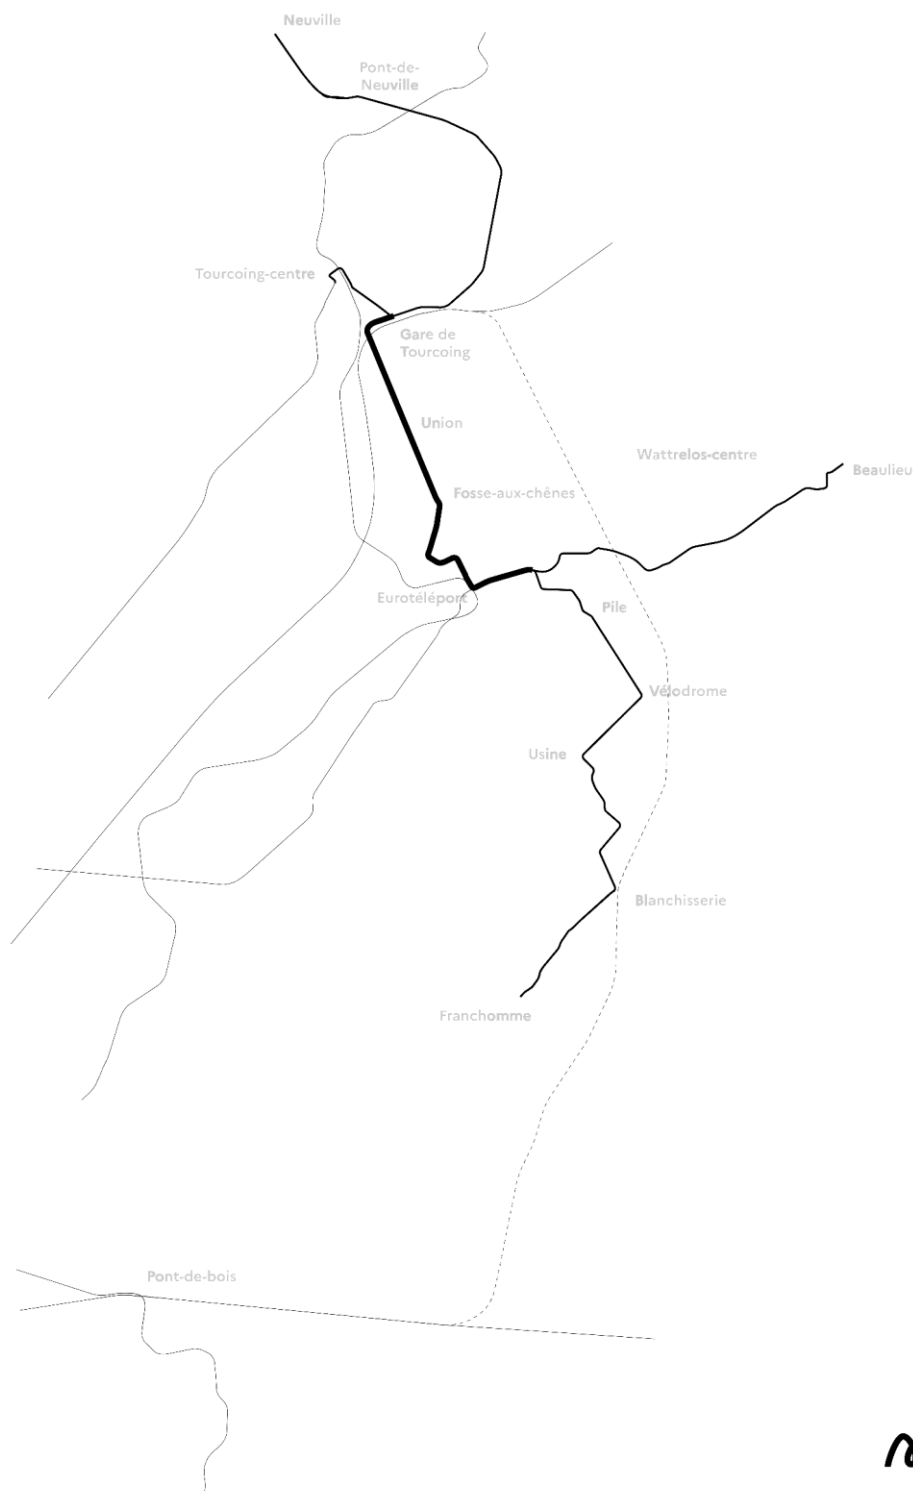 Neuville
Pont-de-
Neuville
Tourcoing-centre
Gare de
Tourcoing
Union
Wattrelos-centre
Beaulieu
Fosse-aux-chênes
Eurotéléport
Pile
Vélodrome
Usine
Blanchisserie
Franchomme
Pont-de-bois